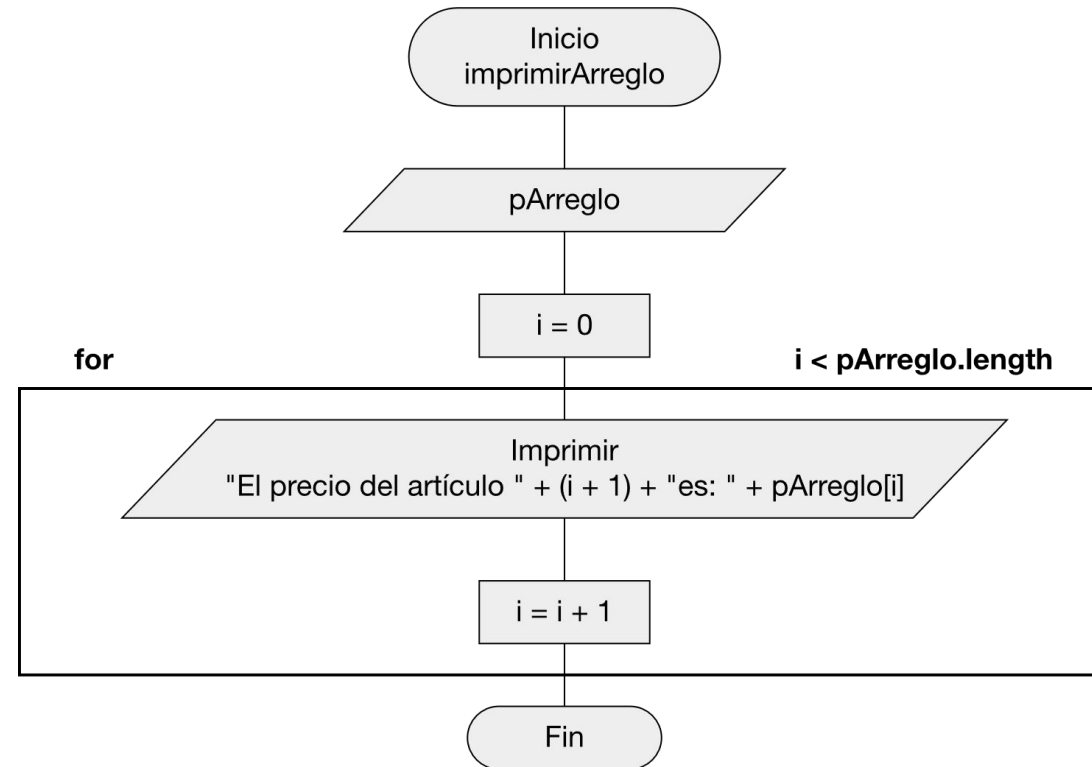 Inicio
imprimirArreglo
pArreglo
i = 0
for
i < pArreglo.length
Imprimir
"El precio del artículo " + (i + 1) + "es: " + pArreglo[i]
i = i + 1
Fin